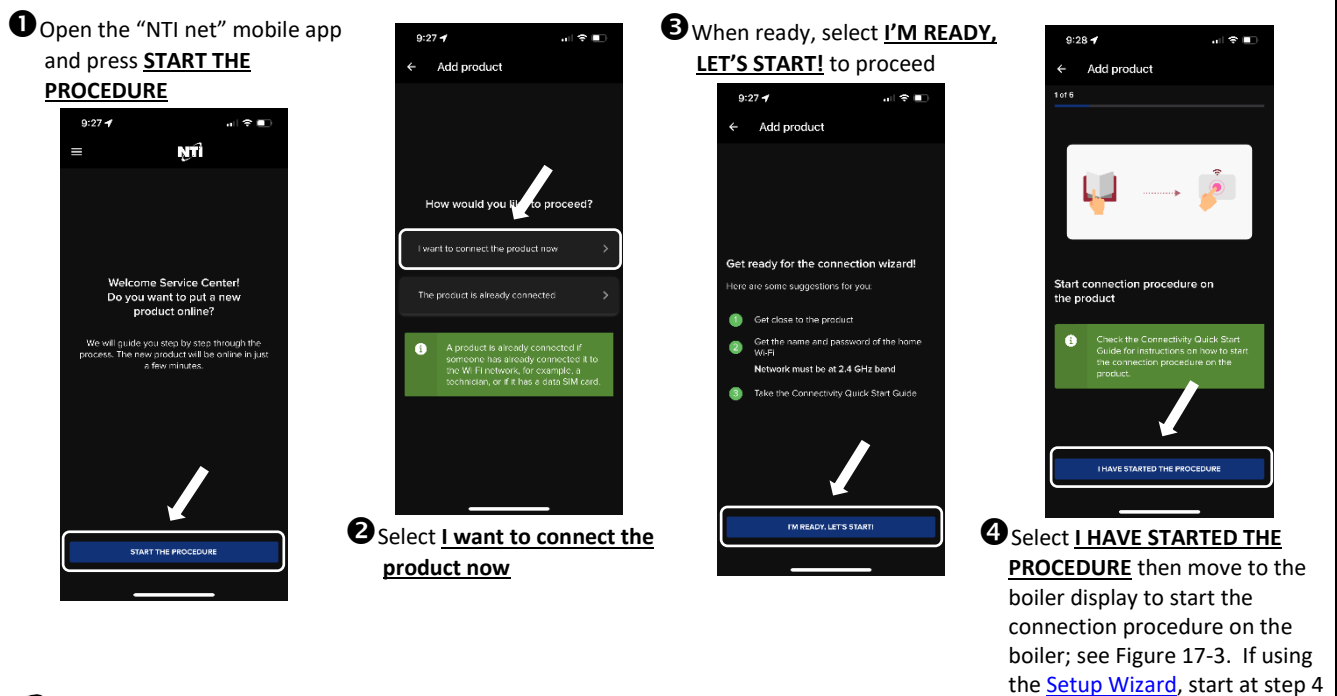 ❶Open the “NTI net” mobile app
and press START THE
PROCEDURE
9:27
NTI
Welcome Service Center!
Do you want to put a new
product online?
We will guide you step by step through the
process. The new product will be online in just
a few minutes.
START THE PROCEDURE
9:27
Add product
How would you to proceed?
I want to connect the product now
The product is already connected
A product is already connected if
someone has already connected it to
the Wi-Fi network, for example, a
technician, or if it has a data SIM card.
❷Select I want to connect the
product now
❸When ready, select I’M READY,
LET’S START! to proceed
9:27
Add product
Get ready for the connection wizard!
Here are some suggestions for you:
1 Get close to the product
2 Get the name and password of the home
Wi-Fi
Network must be at 2.4 GHz band
3 Take the Connectivity Quick Start Guide
I'M READY. LET'S START!
9:28
Add product
1 of 6
Start connection procedure on
the product
Check the Connectivity Quick Start
Guide for instructions on how to start
the connection procedure on the
product.
I HAVE STARTED THE PROCEDURE
❹Select I HAVE STARTED THE
PROCEDURE then move to the
boiler display to start the
connection procedure on the
boiler; see Figure 17-3. If using
the Setup Wizard, start at step 4